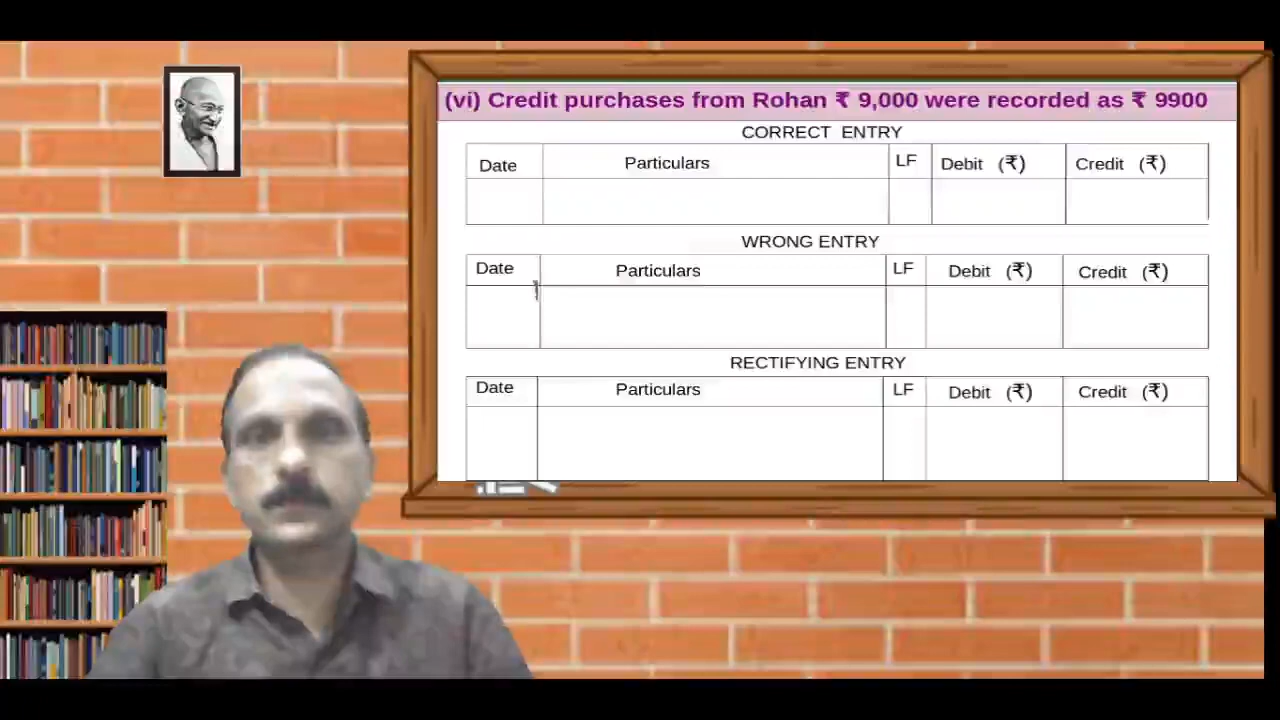 (vi) Credit purchases from Rohan ₹ 9,000 were recorded as ₹ 9900
CORRECT ENTRY
Date Particulars LF Debit (₹) Credit (₹)
WRONG ENTRY
Date Particulars LF Debit (₹) Credit (₹)
RECTIFYING ENTRY
Date Particulars LF Debit (₹) Credit (₹)